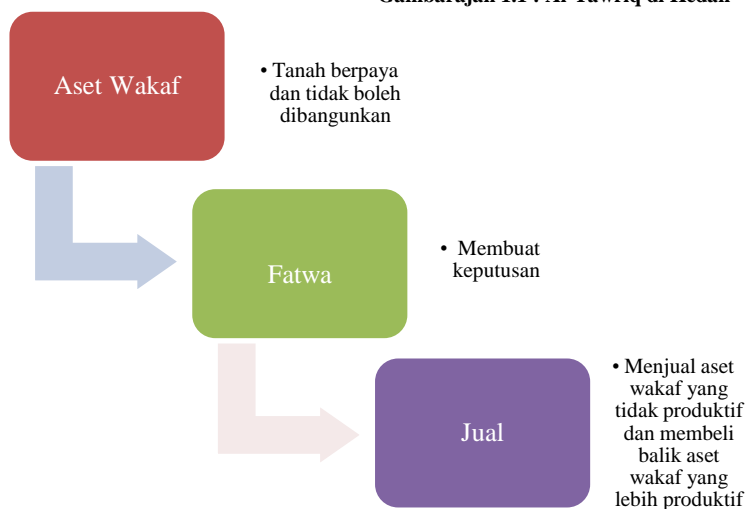 Aset Wakaf
• Tanah berpaya
dan tidak boleh
dibangunkan
Fatwa
• Membuat
keputusan
Jual
• Menjual aset
wakaf yang
tidak produktif
dan membeli
balik aset
wakaf yang
lebih produktif